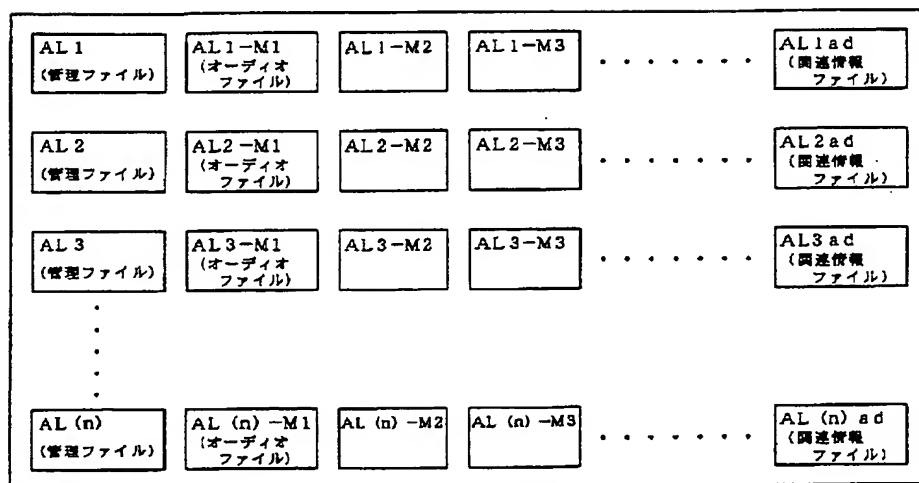 AL1
(管理ファイル)
AL1-M1
(オーディオ
ファイル)
AL1-M2
AL1-M3
AL1ad
(関連情報
ファイル)
AL2
(管理ファイル)
AL2-M1
(オーディオ
ファイル)
AL2-M2
AL2-M3
AL2ad
(関連情報
ファイル)
AL3
(管理ファイル)
AL3-M1
(オーディオ
ファイル)
AL3-M2
AL3-M3
AL3ad
(関連情報
ファイル)
AL(n)
(管理ファイル)
AL(n)-M1
(オーディオ
ファイル)
AL(n)-M2
AL(n)-M3
AL(n)ad
(関連情報
ファイル)